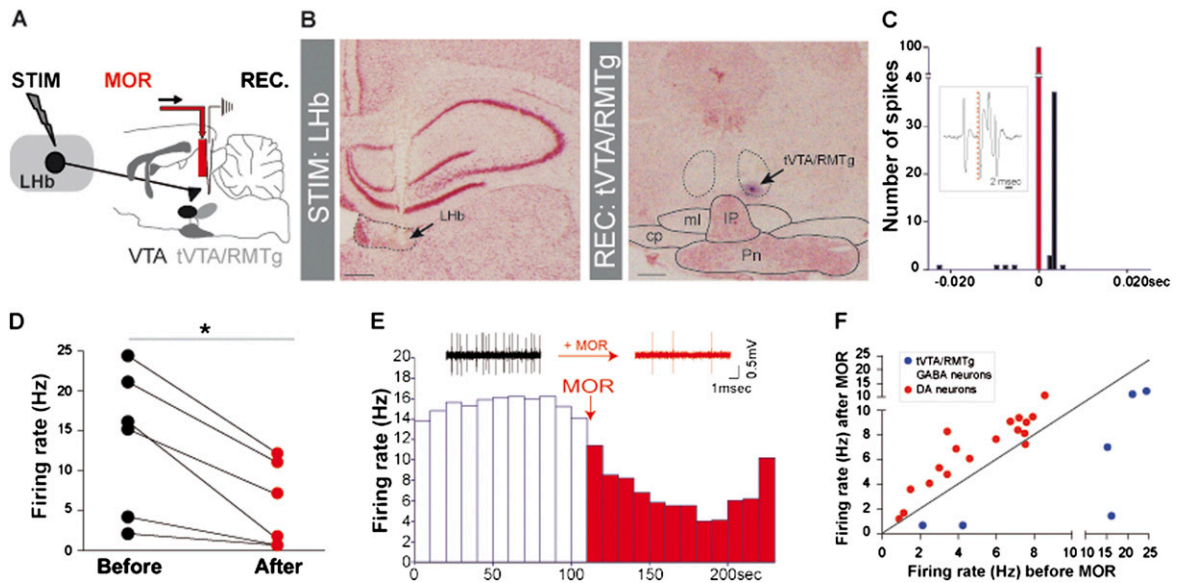 A
STIM
MOR
REC.
LHb
VTA
tVTA/RMTg
B
STIM: LHb
LHb
REC: tVTA/RMTg
tVTA/RMTg
ml
IP
cp
Pn
C
Number of spikes
100
40
30
20
10
0
2 msec
-0.020
0
0.020sec
D
*
Firing rate (Hz)
25
20
15
10
5
0
Before
After
E
+ MOR
0.5mV
1msec
MOR
Firing rate (Hz)
20
18
16
14
12
10
8
6
4
2
0
0
50
100
150
200sec
F
Firing rate (Hz) after MOR
25
20
15
10
10
8
6
4
2
0
tVTA/RMTg
GABA neurons
DA neurons
0
2
4
6
8
10
10
15
20
25
Firing rate (Hz) before MOR